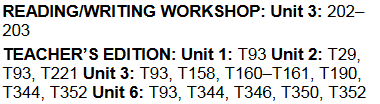 READING/WRITING WORKSHOP: Unit 3: 202–
203
TEACHER’S EDITION: Unit 1: T93 Unit 2: T29,
T93, T221 Unit 3: T93, T158, T160–T161, T190,
T344, T352 Unit 6: T93, T344, T346, T350, T352